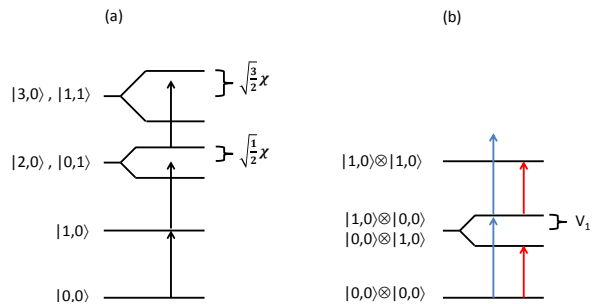 (a)
(b)
|3,0⟩ , |1,1⟩
√3/2 χ
|2,0⟩ , |0,1⟩
√1/2 χ
|1,0⟩
|0,0⟩
|1,0⟩⊗|1,0⟩
|1,0⟩⊗|0,0⟩
|0,0⟩⊗|1,0⟩
V₁
|0,0⟩⊗|0,0⟩